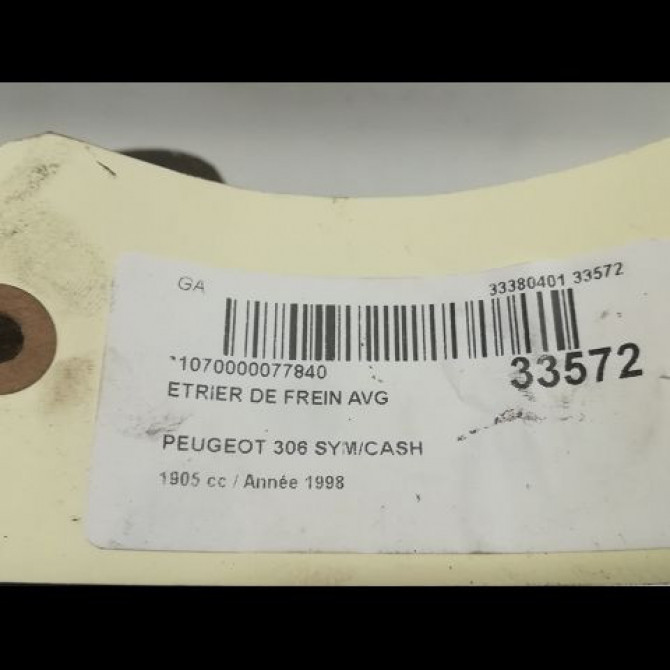 GA 33380401 33572
*1070000077840 33572
ETRIER DE FREIN AVG
PEUGEOT 306 SYM/CASH
1905 cc / Année 1998